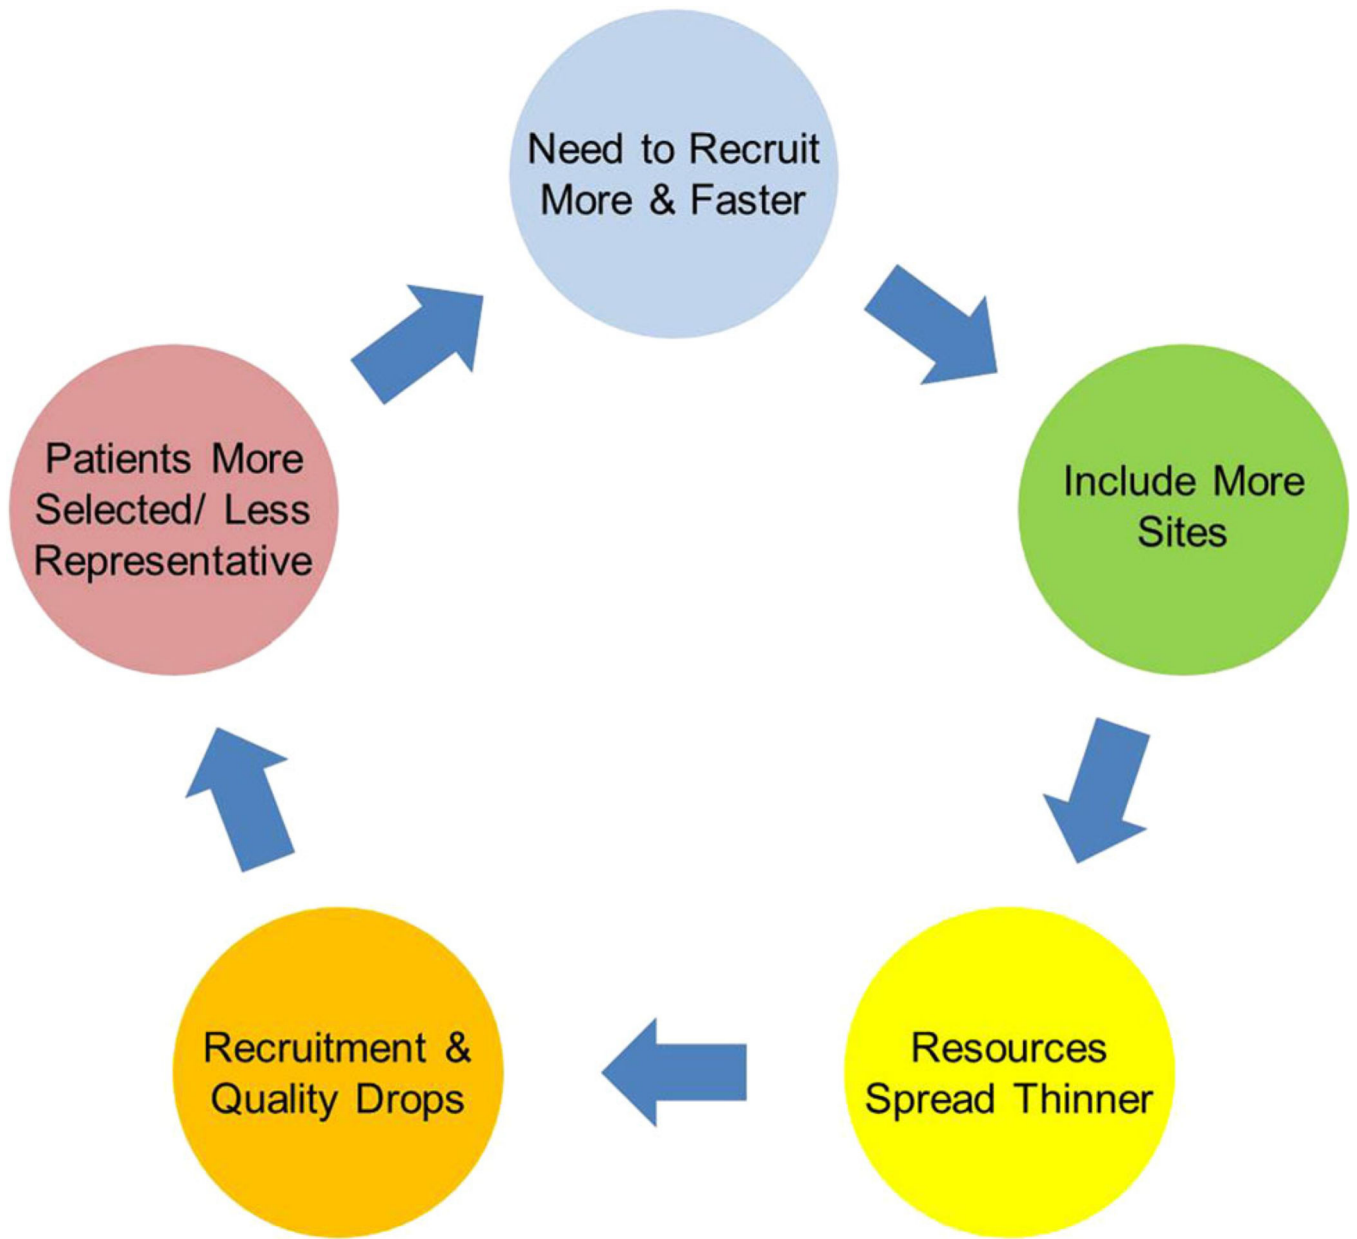 Need to Recruit
More & Faster
Include More
Sites
Resources
Spread Thinner
Recruitment &
Quality Drops
Patients More
Selected/ Less
Representative